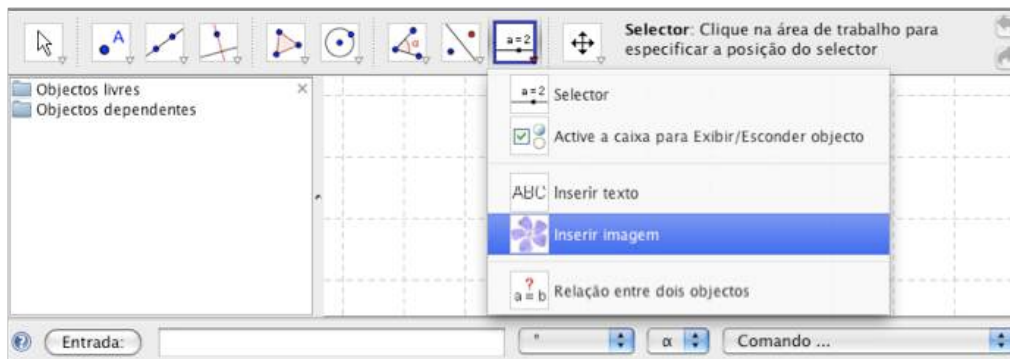 A
α
a=2
Selector: Clique na área de trabalho para
especificar a posição do selector
Objectos livres
Objectos dependentes
a=2 Selector
Active a caixa para Exibir/Esconder objecto
ABC Inserir texto
Inserir imagem
? a=b Relação entre dois objectos
Entrada:
° α Comando ...